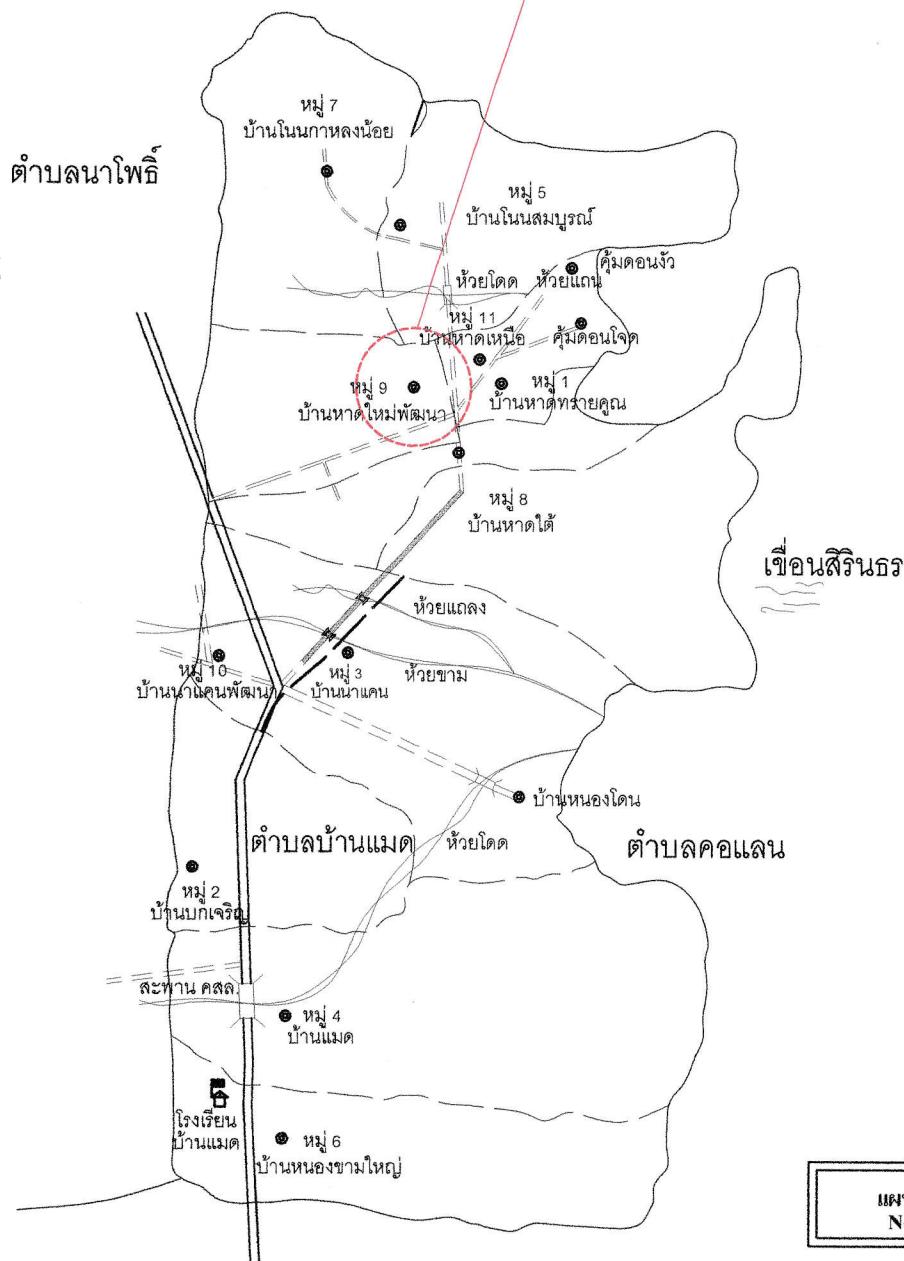 หมู่ 7
บ้านโนนกาหลงน้อย
ตำบลนาโพธิ์
หมู่ 5
บ้านโนนสมบูรณ์
คุ้มดอนงัว
ห้วยโดด
ห้วยแถน
หมู่ 11
บ้านหาดเหนือ
คุ้มดอนโจด
หมู่ 9
บ้านหาดใหม่พัฒนา
หมู่ 1
บ้านหาดทรายคูณ
หมู่ 8
บ้านหาดใต้
เขื่อนสิรินธร
ห้วยแถลง
หมู่ 10
บ้านนาแคนพัฒนา
หมู่ 3
บ้านนาแคน
ห้วยขาม
บ้านหนองโดน
ตำบลบ้านแมด
ห้วยโดด
ตำบลคอแลน
หมู่ 2
บ้านบกเจริญ
สะพาน คสล.
หมู่ 4
บ้านแมด
โรงเรียน
บ้านแมด
หมู่ 6
บ้านหนองขามใหญ่